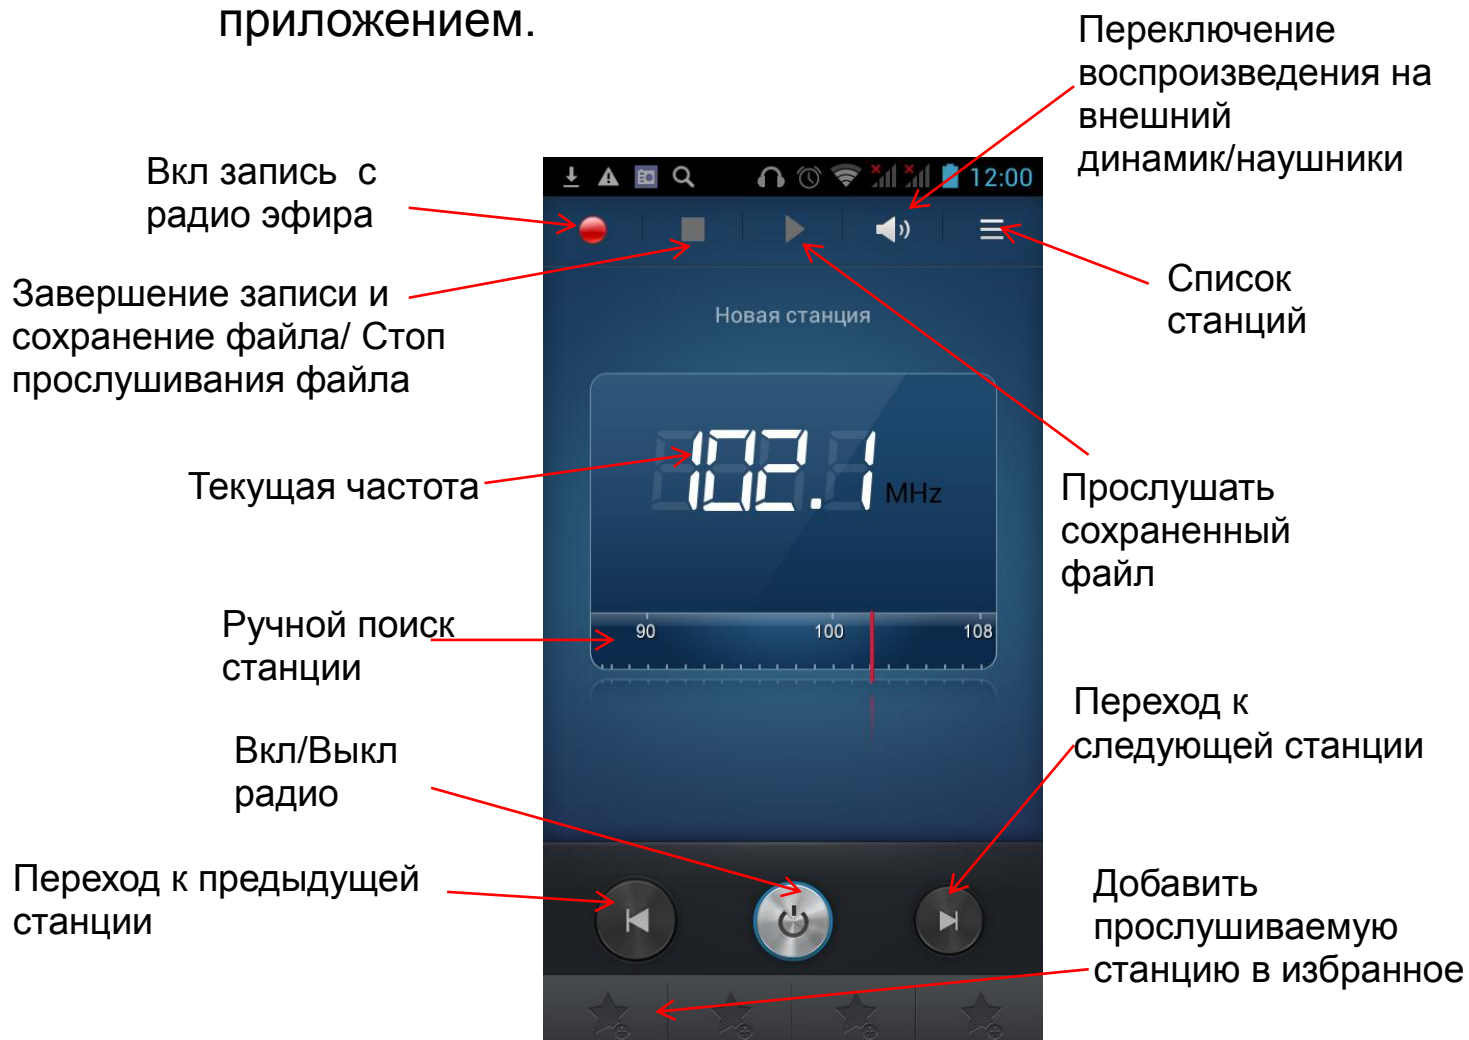 приложением.
Переключение
воспроизведения на
внешний
динамик/наушники
Вкл запись с
радио эфира
12:00
Завершение записи и
сохранение файла/ Стоп
прослушивания файла
Список
станций
Новая станция
Текущая частота
102.1 MHz
Прослушать
сохраненный
файл
Ручной поиск
станции
90 100 108
Переход к
следующей станции
Вкл/Выкл
радио
Переход к предыдущей
станции
Добавить
прослушиваемую
станцию в избранное